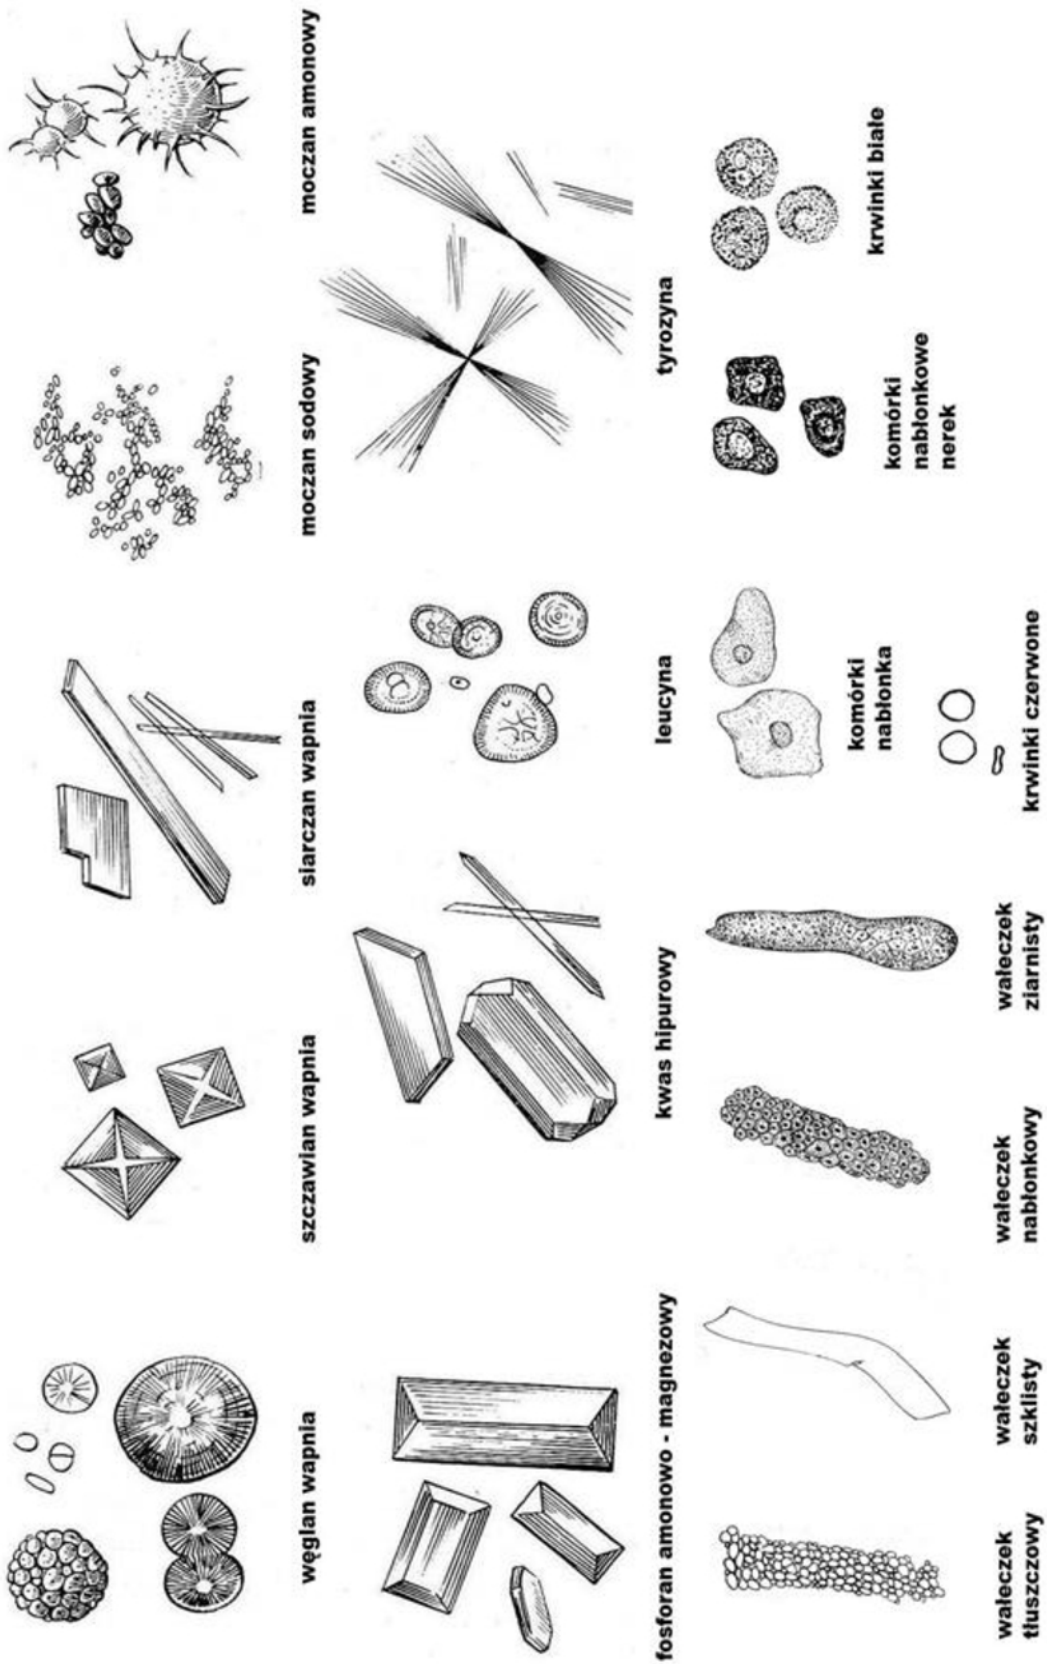 węglan wapnia
szczawian wapnia
siarczan wapnia
moczan sodowy
moczan amonowy
fosforan amonowo - magnezowy
kwas hipurowy
leucyna
tyrozyna
wałeczek
tłuszczowy
wałeczek
szklisty
wałeczek
nabłonkowy
wałeczek
ziarnisty
komórki
nabłonka
krwinki czerwone
komórki
nabłonkowe
nerek
krwinki białe